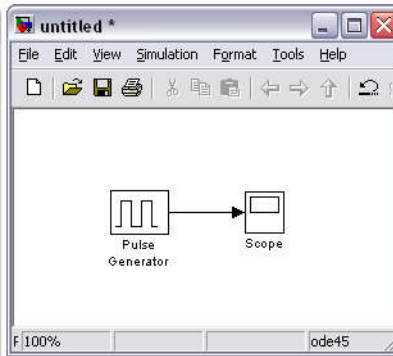 untitled *
File Edit View Simulation Format Tools Help
Pulse
Generator
Scope
F 100%
ode45